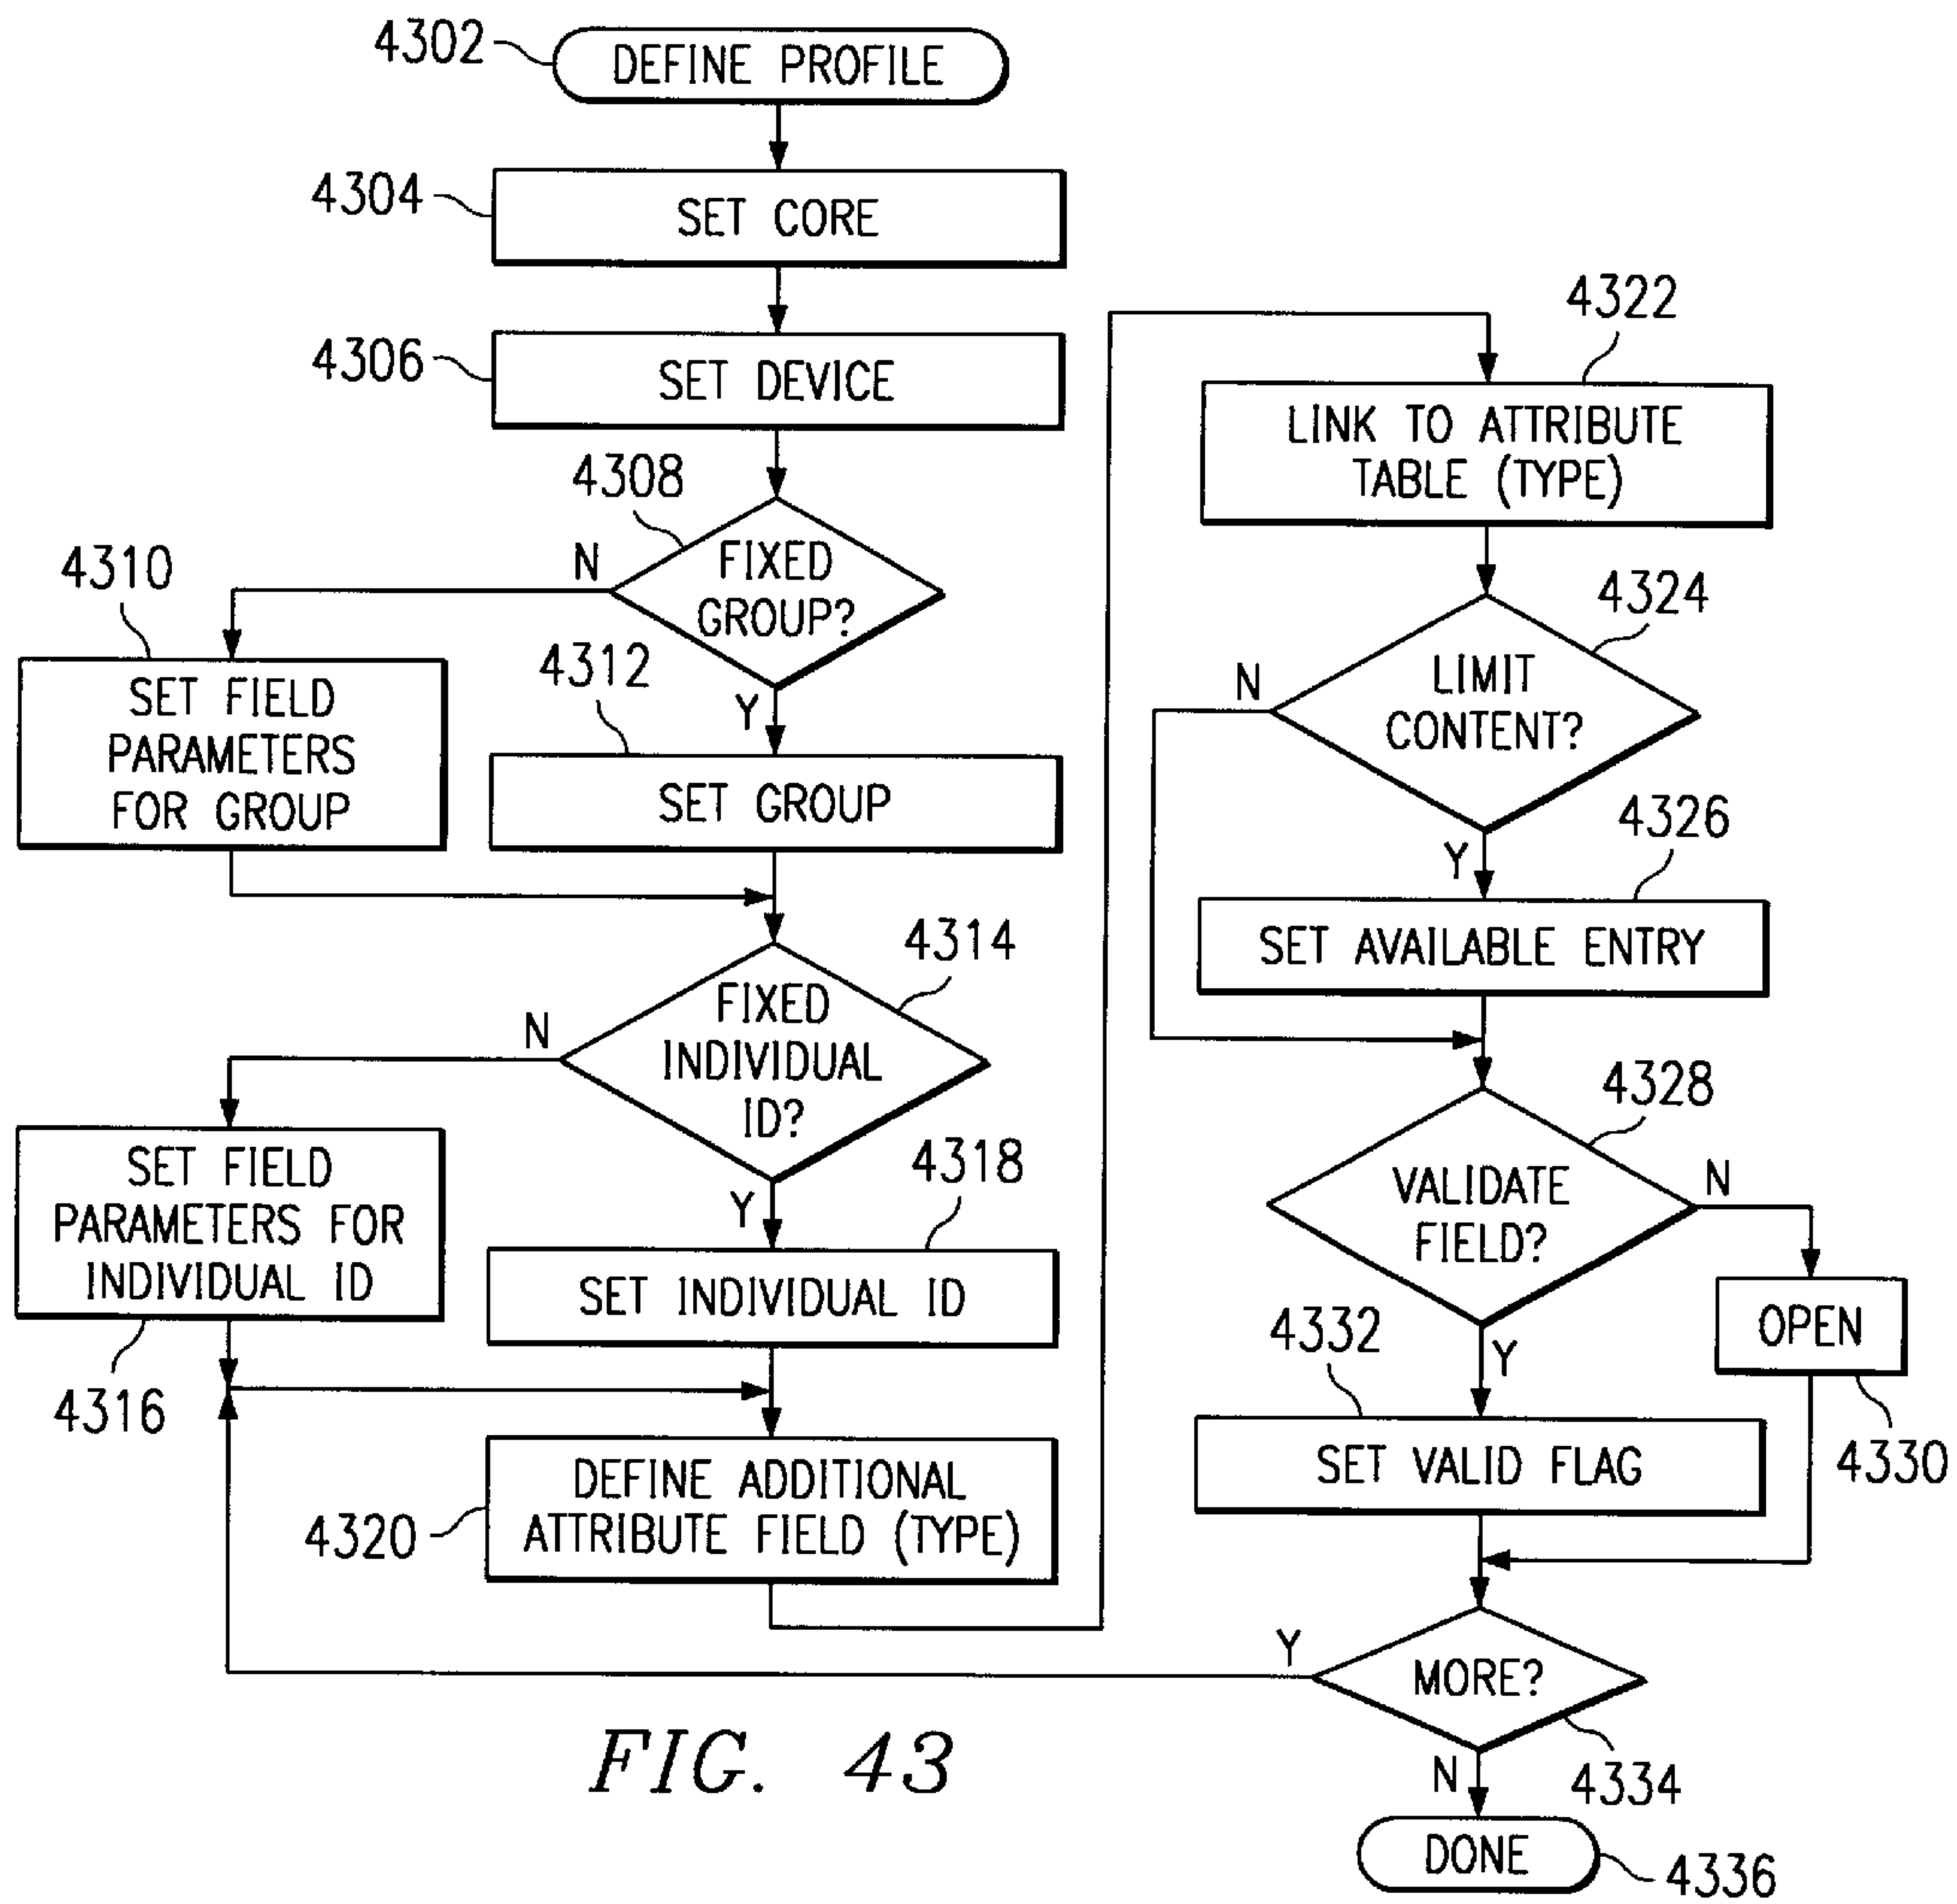 4302
DEFINE PROFILE
4304
SET CORE
4306
SET DEVICE
4308
N
FIXED
GROUP?
Y
4310
SET FIELD
PARAMETERS
FOR GROUP
4312
SET GROUP
4314
N
FIXED
INDIVIDUAL
ID?
Y
4316
SET FIELD
PARAMETERS FOR
INDIVIDUAL ID
4318
SET INDIVIDUAL ID
4320
DEFINE ADDITIONAL
ATTRIBUTE FIELD (TYPE)
4322
LINK TO ATTRIBUTE
TABLE (TYPE)
4324
N
LIMIT
CONTENT?
Y
4326
SET AVAILABLE ENTRY
4328
VALIDATE
FIELD?
N
Y
OPEN
4330
4332
SET VALID FLAG
Y
MORE?
4334
N
DONE
4336
FIG. 43